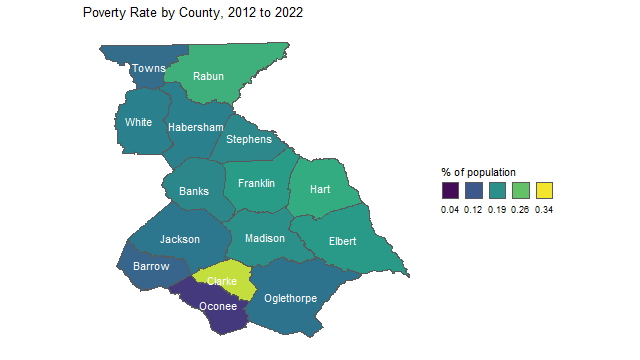 Poverty Rate by County, 2012 to 2022
Towns
Rabun
White
Habersham
Stephens
Banks
Franklin
Hart
Jackson
Madison
Elbert
Barrow
Clarke
Oconee
Oglethorpe
% of population
0.04 0.12 0.19 0.26 0.34